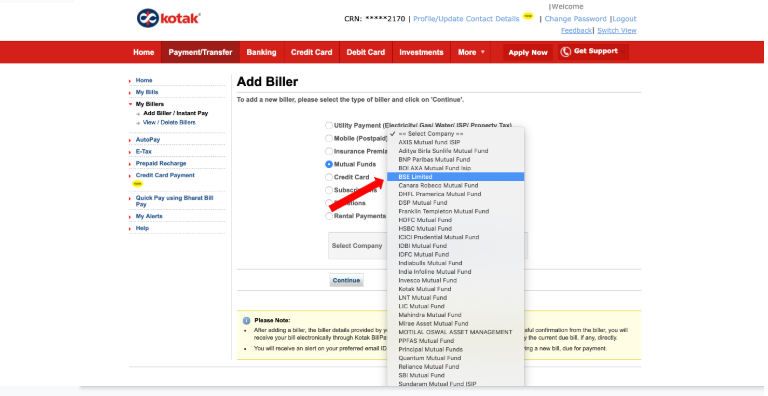 |Welcome
kotak
CRN: *****2170 | Profile/Update Contact Details | Change Password |Logout
Feedback| Switch View
Home Payment/Transfer Banking Credit Card Debit Card Investments More Apply Now Get Support
Home
My Bills
My Billers
Add Biller / Instant Pay
View / Delete Billers
AutoPay
E-Tax
Prepaid Recharge
Credit Card Payment
Quick Pay using Bharat Bill
Pay
My Alerts
Help
Add Biller
To add a new biller, please select the type of biller and click on 'Continue'.
Utility Payment (Electricity/ Gas/ Water/ ISP/ Property Tax)
Mobile (Postpaid)
Insurance Premi
Mutual Funds
Credit Card
Rental Payments
Select Company
== Select Company ==
AXIS Mutual fund ISIP
Aditya Birla Sunlife Mutual Fund
BNP Paribas Mutual Fund
BOI AXA Mutual Fund Isip
BSE Limited
Canara Robeco Mutual Fund
DHFL Pramerica Mutual Fund
DSP Mutual Fund
Franklin Templeton Mutual Fund
HDFC Mutual Fund
HSBC Mutual Fund
ICICI Prudential Mutual Fund
IDBI Mutual Fund
IDFC Mutual Fund
Indiabulls Mutual Fund
India Infoline Mutual Fund
Invesco Mutual Fund
Kotak Mutual Fund
LNT Mutual Fund
LIC Mutual Fund
Mahindra Mutual Fund
Mirae Asset Mutual Fund
MOTILAL OSWAL ASSET MANAGEMENT
PPFAS Mutual Fund
Principal Mutual Funds
Quantum Mutual Fund
Reliance Mutual Fund
SBI Mutual Fund
Sundaram Mutual Fund ISIP
Continue
Please Note:
After adding a biller, the biller details provided by y ful confirmation from the biller, you will
receive your bill electronically through Kotak BillPa y the current due bill, if any, directly.
You will receive an alert on your preferred email ID ing a new bill, due for payment.